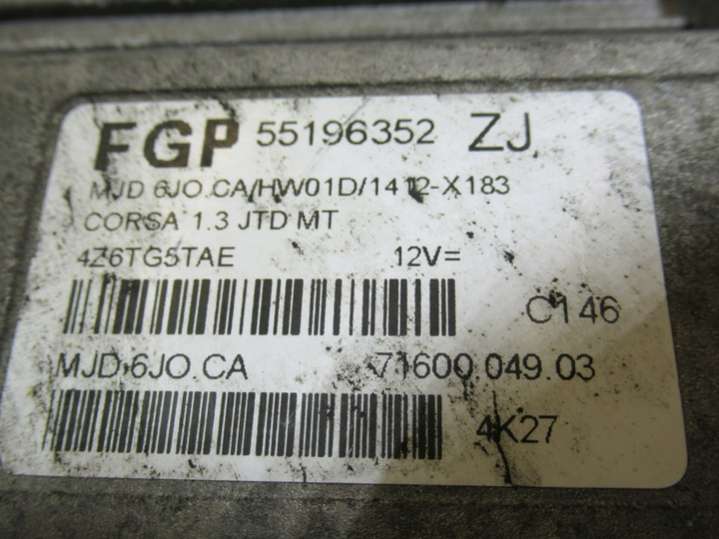 FGP 55196352 ZJ
MJD 6JO.CA/HW01D/1412-X183
CORSA 1.3 JTD MT
4Z6TG5TAE 12V=
C146
MJD 6JO.CA 71600.049.03
4K27